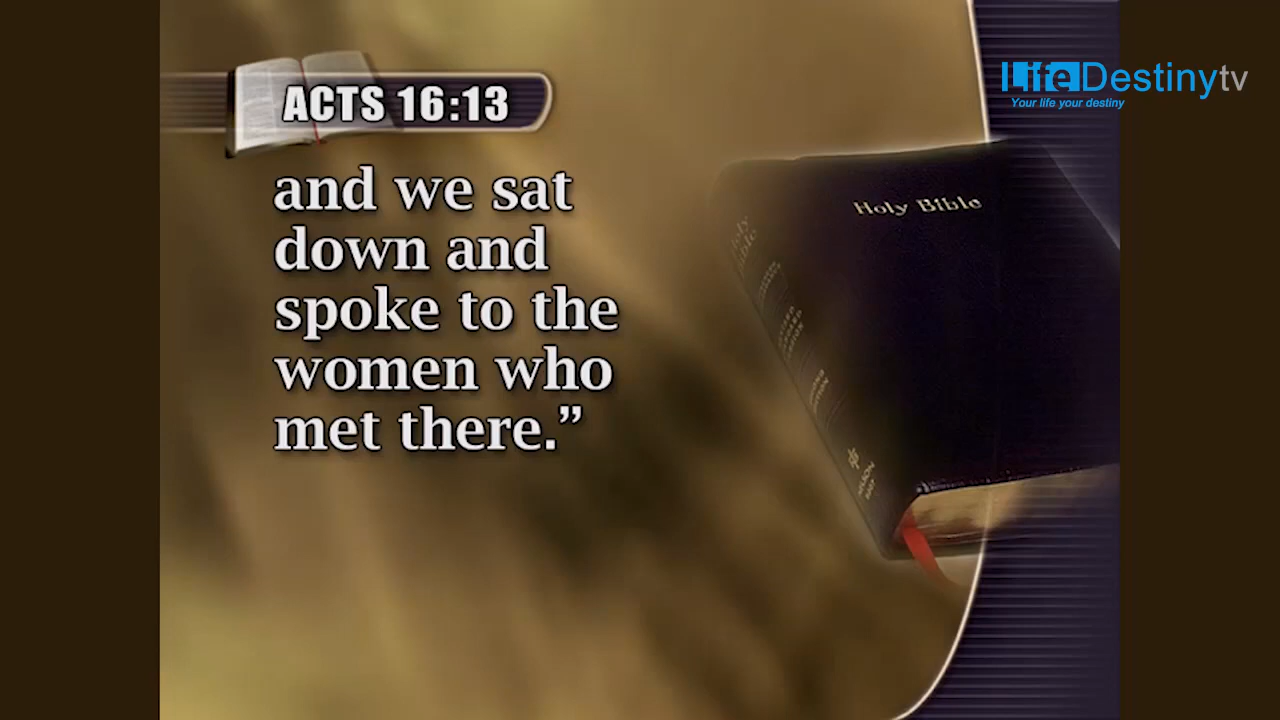 ACTS 16:13
LifeDestinytv
Your life your destiny
and we sat
down and
spoke to the
women who
met there.”
Holy Bible